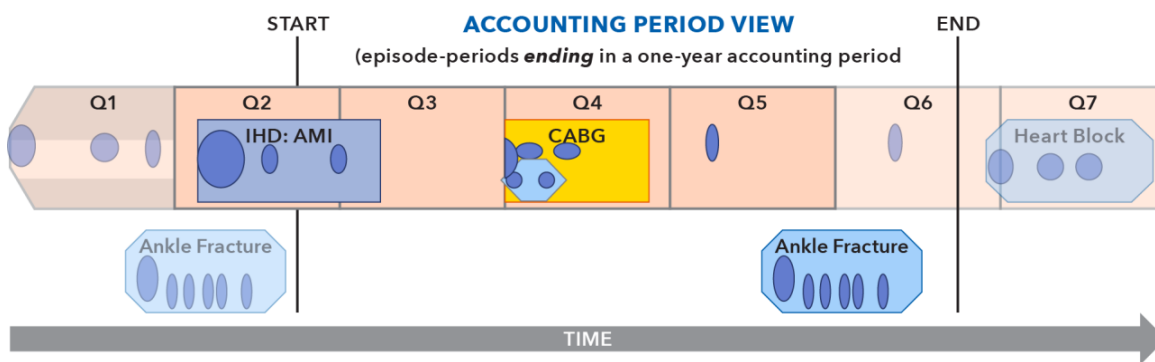 START
ACCOUNTING PERIOD VIEW
END
(episode-periods ending in a one-year accounting period
Q1
Q2
Q3
Q4
Q5
Q6
Q7
IHD: AMI
CABG
Heart Block
Ankle Fracture
Ankle Fracture
TIME